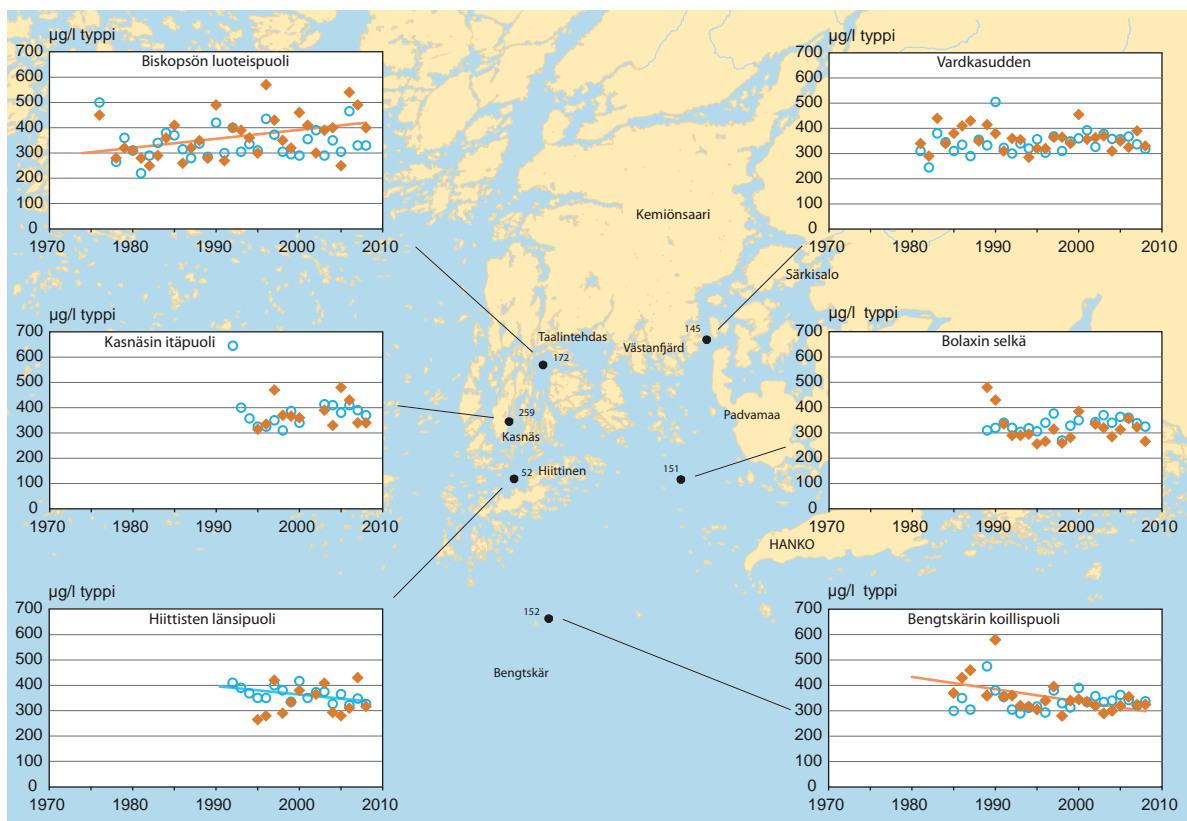 µg/l typpi
Biskopsön luoteispuoli
700
600
500
400
300
200
100
0
1970 1980 1990 2000 2010
µg/l typpi
Vardkasudden
700
600
500
400
300
200
100
0
1970 1980 1990 2000 2010
Kemiönsaari
Särkisalo
Taalintehdas
Västanfjärd
145
172
µg/l typpi
Kasnäsin itäpuoli
700
600
500
400
300
200
100
0
1970 1980 1990 2000 2010
µg/l typpi
Bolaxin selkä
700
600
500
400
300
200
100
0
1970 1980 1990 2000 2010
259
Kasnäs
Padvamaa
52
Hiittinen
151
HANKO
µg/l typpi
Hiittisten länsipuoli
700
600
500
400
300
200
100
0
1970 1980 1990 2000 2010
152
Bengtskär
µg/l typpi
Bengtskärin koillispuoli
700
600
500
400
300
200
100
0
1970 1980 1990 2000 2010